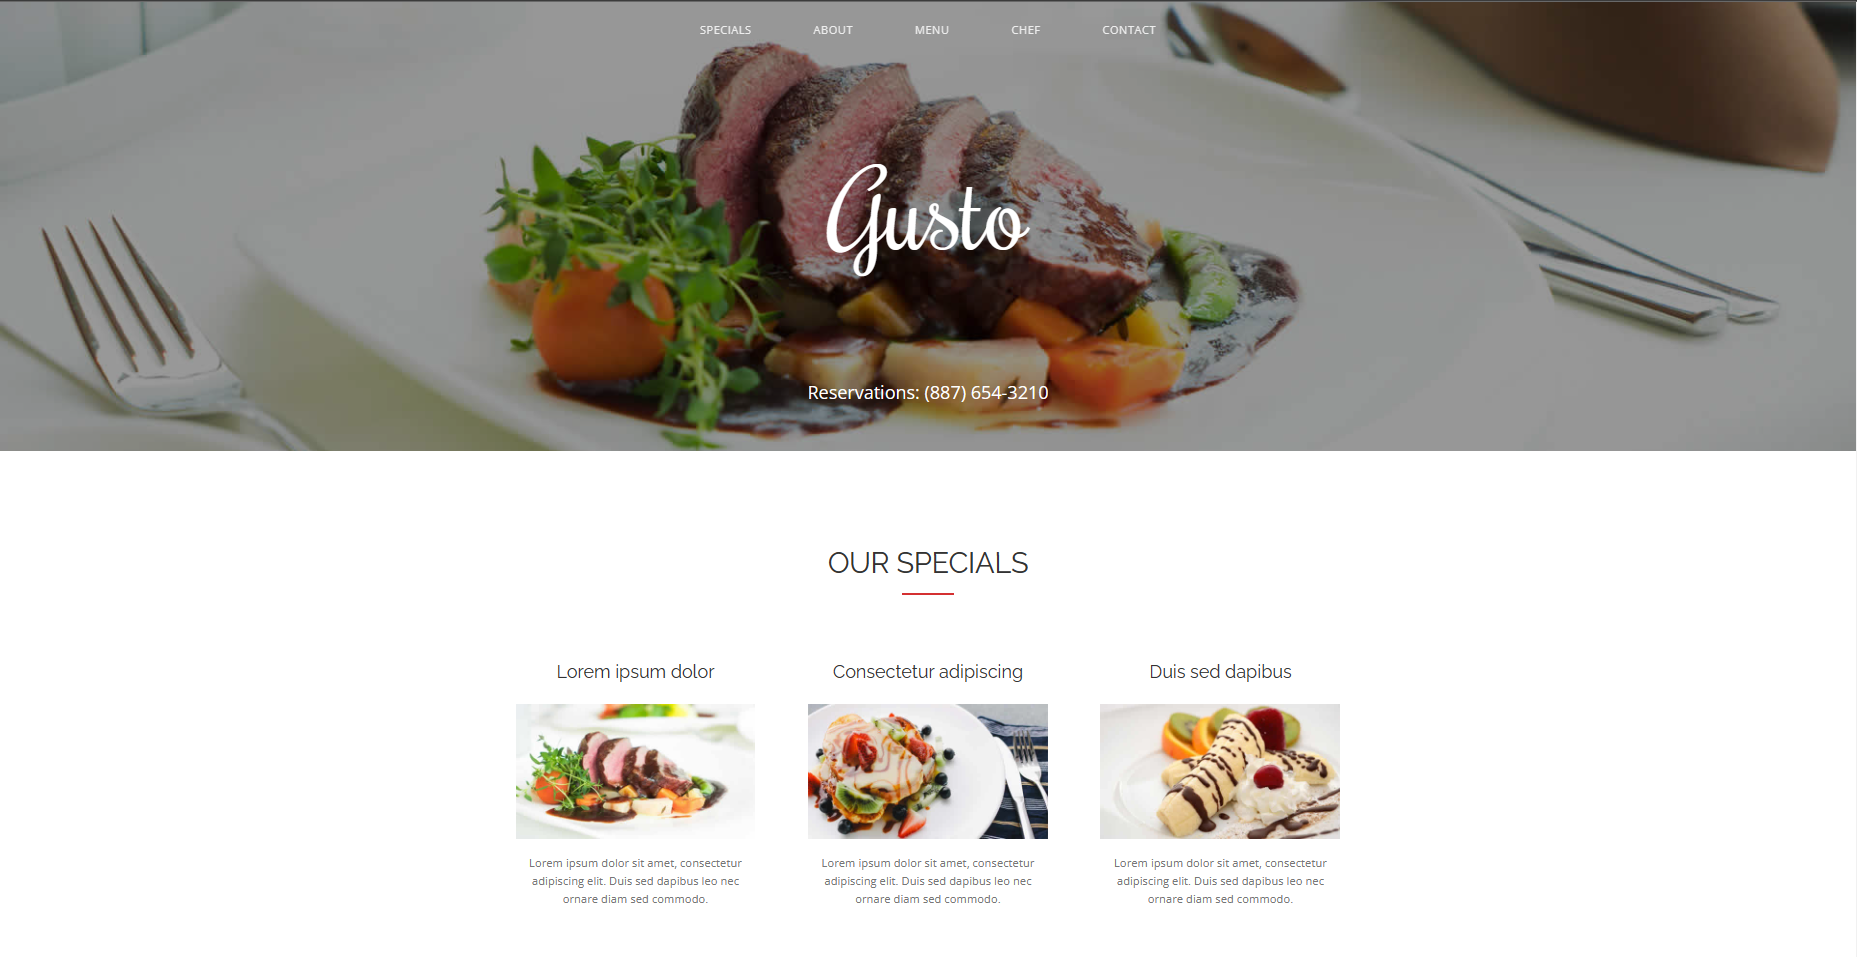 SPECIALS ABOUT MENU CHEF CONTACT
Gusto
Reservations: (887) 654-3210
OUR SPECIALS
Lorem ipsum dolor
Lorem ipsum dolor sit amet, consectetur
adipiscing elit. Duis sed dapibus leo nec
ornare diam sed commodo.
Consectetur adipiscing
Lorem ipsum dolor sit amet, consectetur
adipiscing elit. Duis sed dapibus leo nec
ornare diam sed commodo.
Duis sed dapibus
Lorem ipsum dolor sit amet, consectetur
adipiscing elit. Duis sed dapibus leo nec
ornare diam sed commodo.